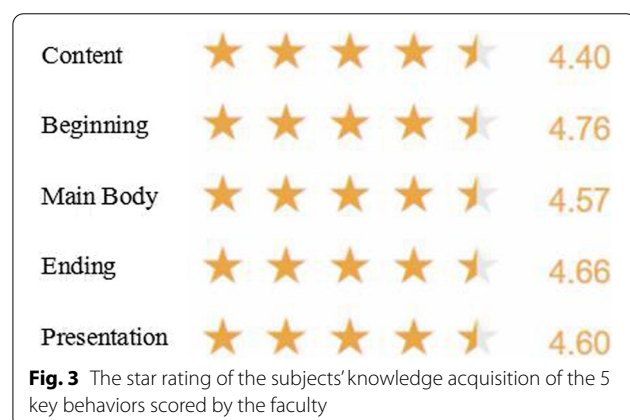 Content 4.40
Beginning 4.76
Main Body 4.57
Ending 4.66
Presentation 4.60
Fig. 3 The star rating of the subjects’ knowledge acquisition of the 5
key behaviors scored by the faculty